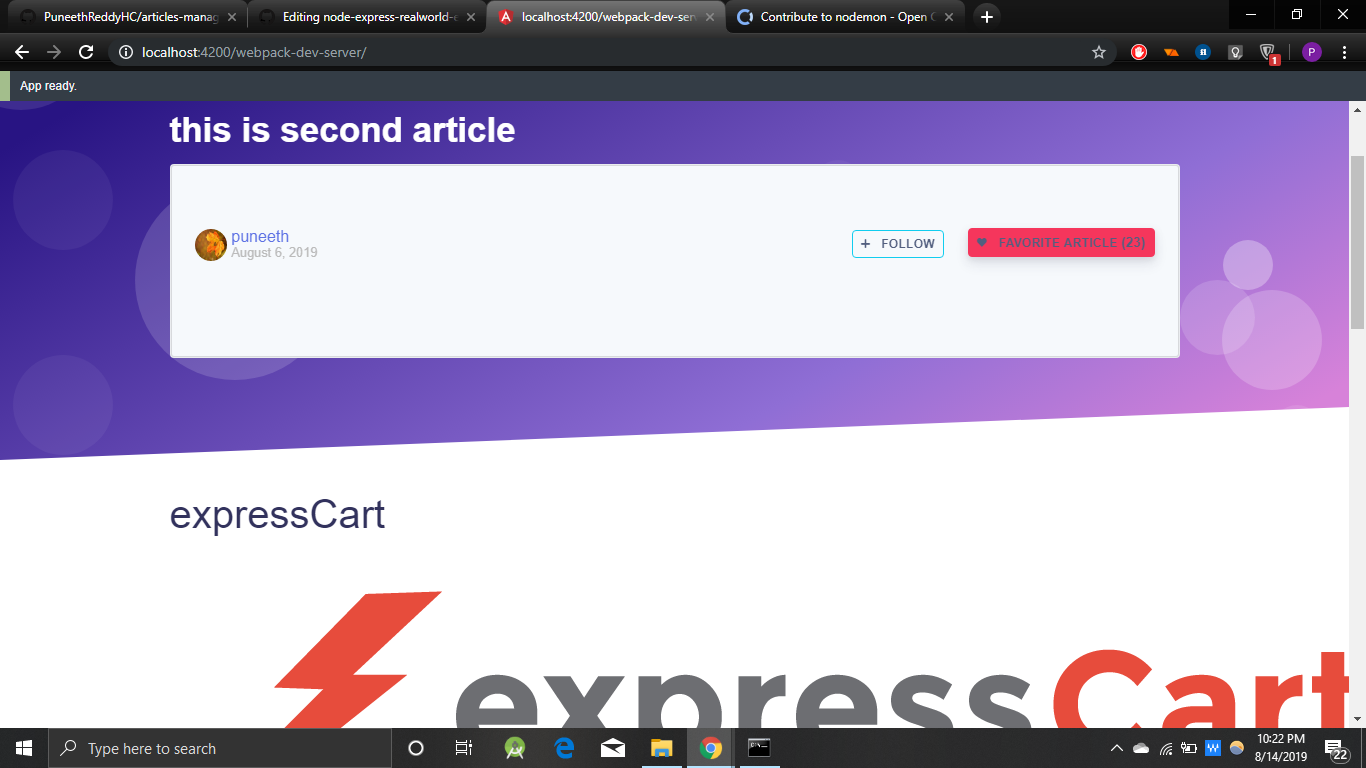 PuneethReddyHC/articles-manag
Editing node-express-realworld-e
localhost:4200/webpack-dev-serv
Contribute to nodemon - Open C
localhost:4200/webpack-dev-server/
1
P
App ready.
this is second article
puneeth
August 6, 2019
+ FOLLOW
FAVORITE ARTICLE (23)
expressCart
expressCart
Type here to search
W
10:22 PM
8/14/2019
22